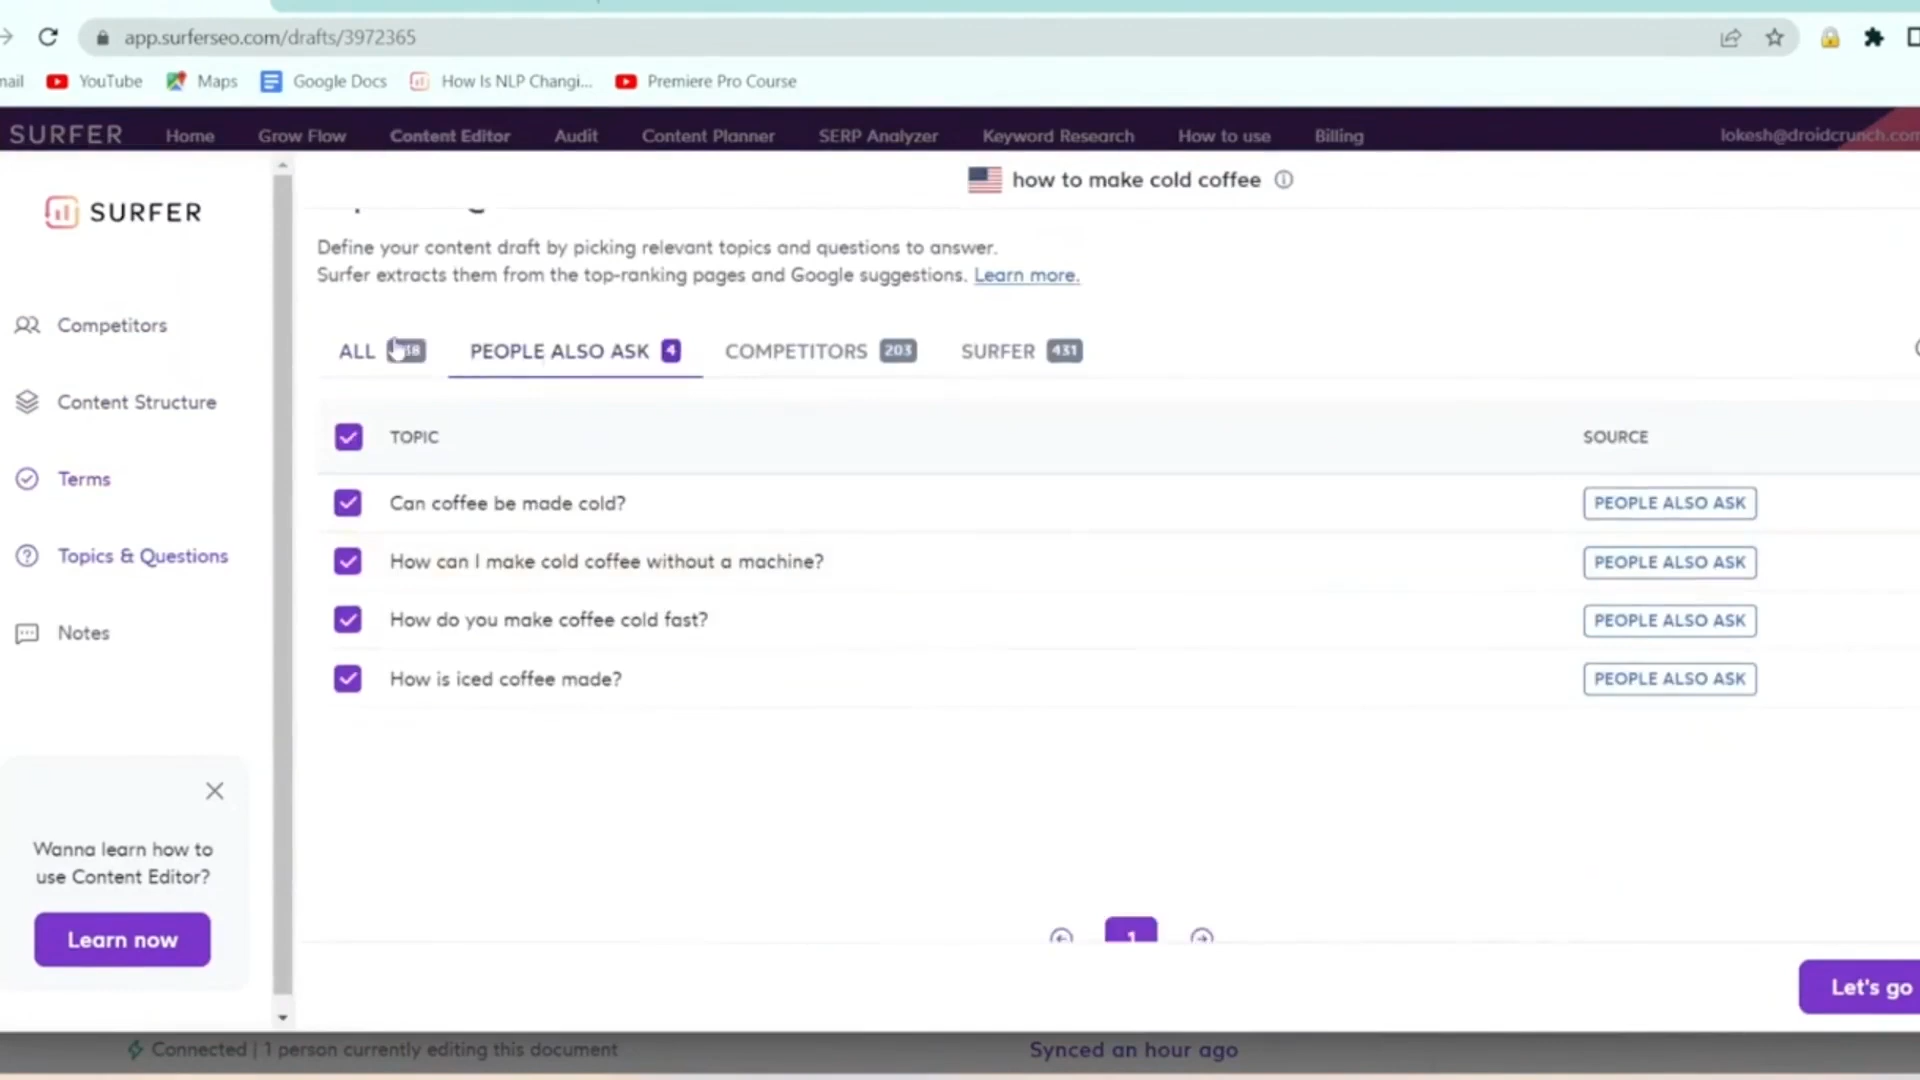 app.surferseo.com/drafts/3972365
mail YouTube Maps Google Docs How Is NLP Changi... Premiere Pro Course
SURFER Home Grow Flow Content Editor Audit Content Planner SERP Analyzer Keyword Research How to use Billing lokesh@droidcrunch.com
SURFER
how to make cold coffee
Define your content draft by picking relevant topics and questions to answer.
Surfer extracts them from the top-ranking pages and Google suggestions. Learn more.
Competitors
Content Structure
Terms
Topics & Questions
Notes
ALL PEOPLE ALSO ASK 4 COMPETITORS 203 SURFER 431
TOPIC SOURCE
Can coffee be made cold? PEOPLE ALSO ASK
How can I make cold coffee without a machine? PEOPLE ALSO ASK
How do you make coffee cold fast? PEOPLE ALSO ASK
How is iced coffee made? PEOPLE ALSO ASK
Wanna learn how to
use Content Editor?
Learn now
1
Let's go
Connected | 1 person currently editing this document Synced an hour ago